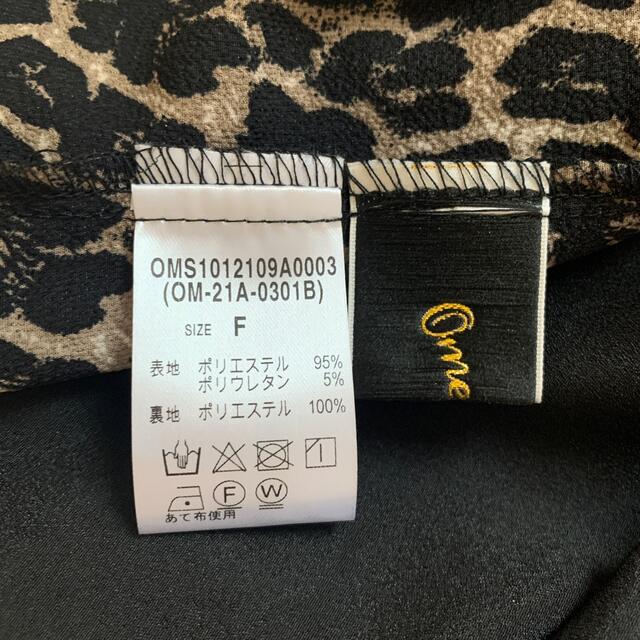 OMS1012109A0003
(OM-21A-0301B)
SIZE F
表地 ポリエステル 95%
ポリウレタン 5%
裏地 ポリエステル 100%
F W
あて布使用
Ome